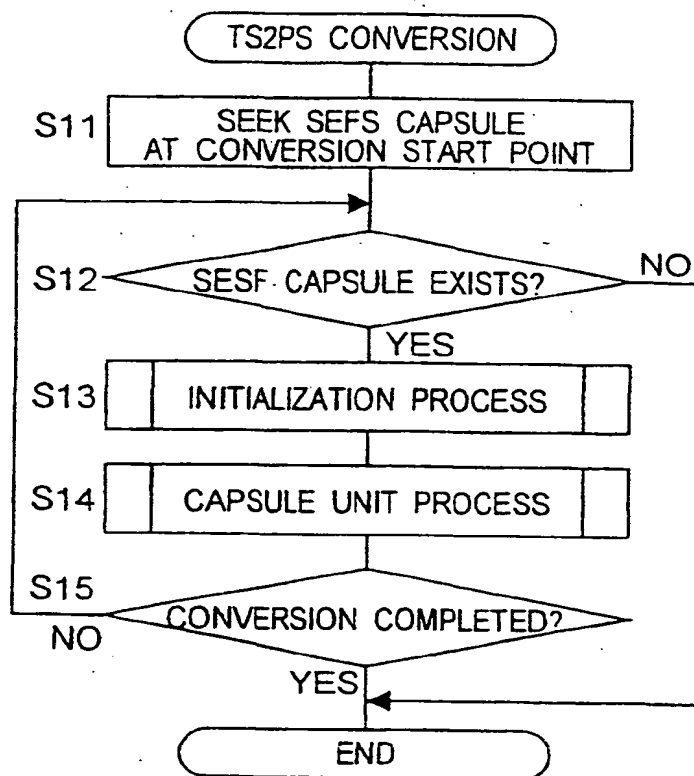 TS2PS CONVERSION
S11
SEEK SEFS CAPSULE
AT CONVERSION START POINT
S12
SESF CAPSULE EXISTS?
NO
YES
S13
INITIALIZATION PROCESS
S14
CAPSULE UNIT PROCESS
S15
CONVERSION COMPLETED?
NO
YES
END